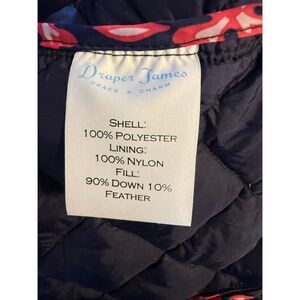 Draper James
GRACE & CHARM
SHELL:
100% POLYESTER
LINING:
100% NYLON
FILL:
90% DOWN 10%
FEATHER